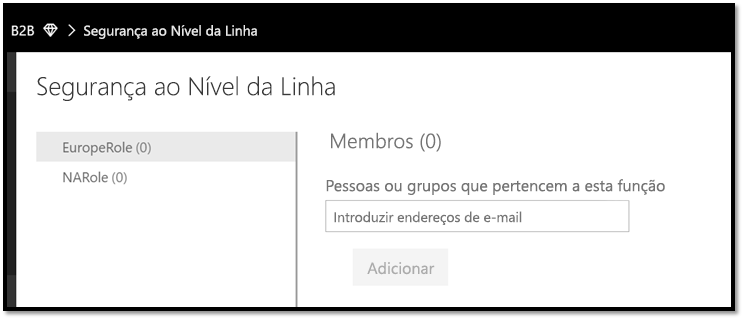 B2B > Segurança ao Nível da Linha
Segurança ao Nível da Linha
EuropeRole (0)
NARole (0)
Membros (0)
Pessoas ou grupos que pertencem a esta função
Introduzir endereços de e-mail
Adicionar